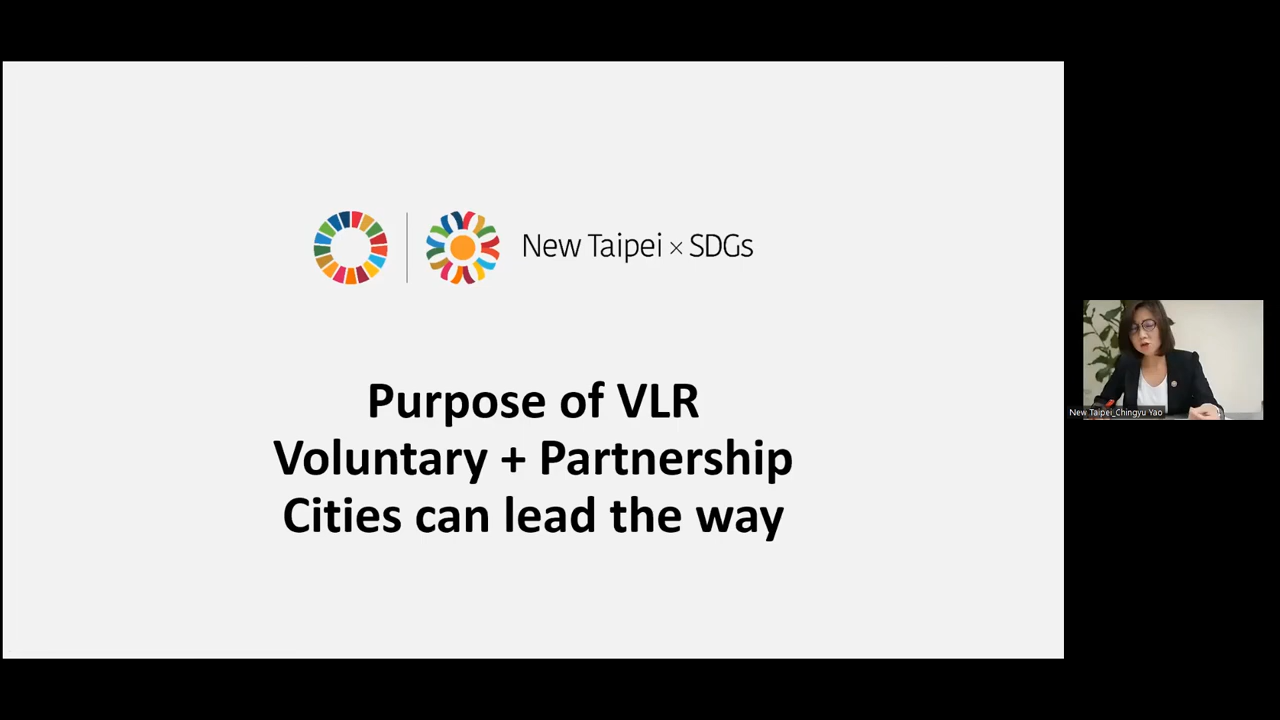 New Taipei × SDGs
Purpose of VLR
Voluntary + Partnership
Cities can lead the way
New Taipei_Chingyu Yao